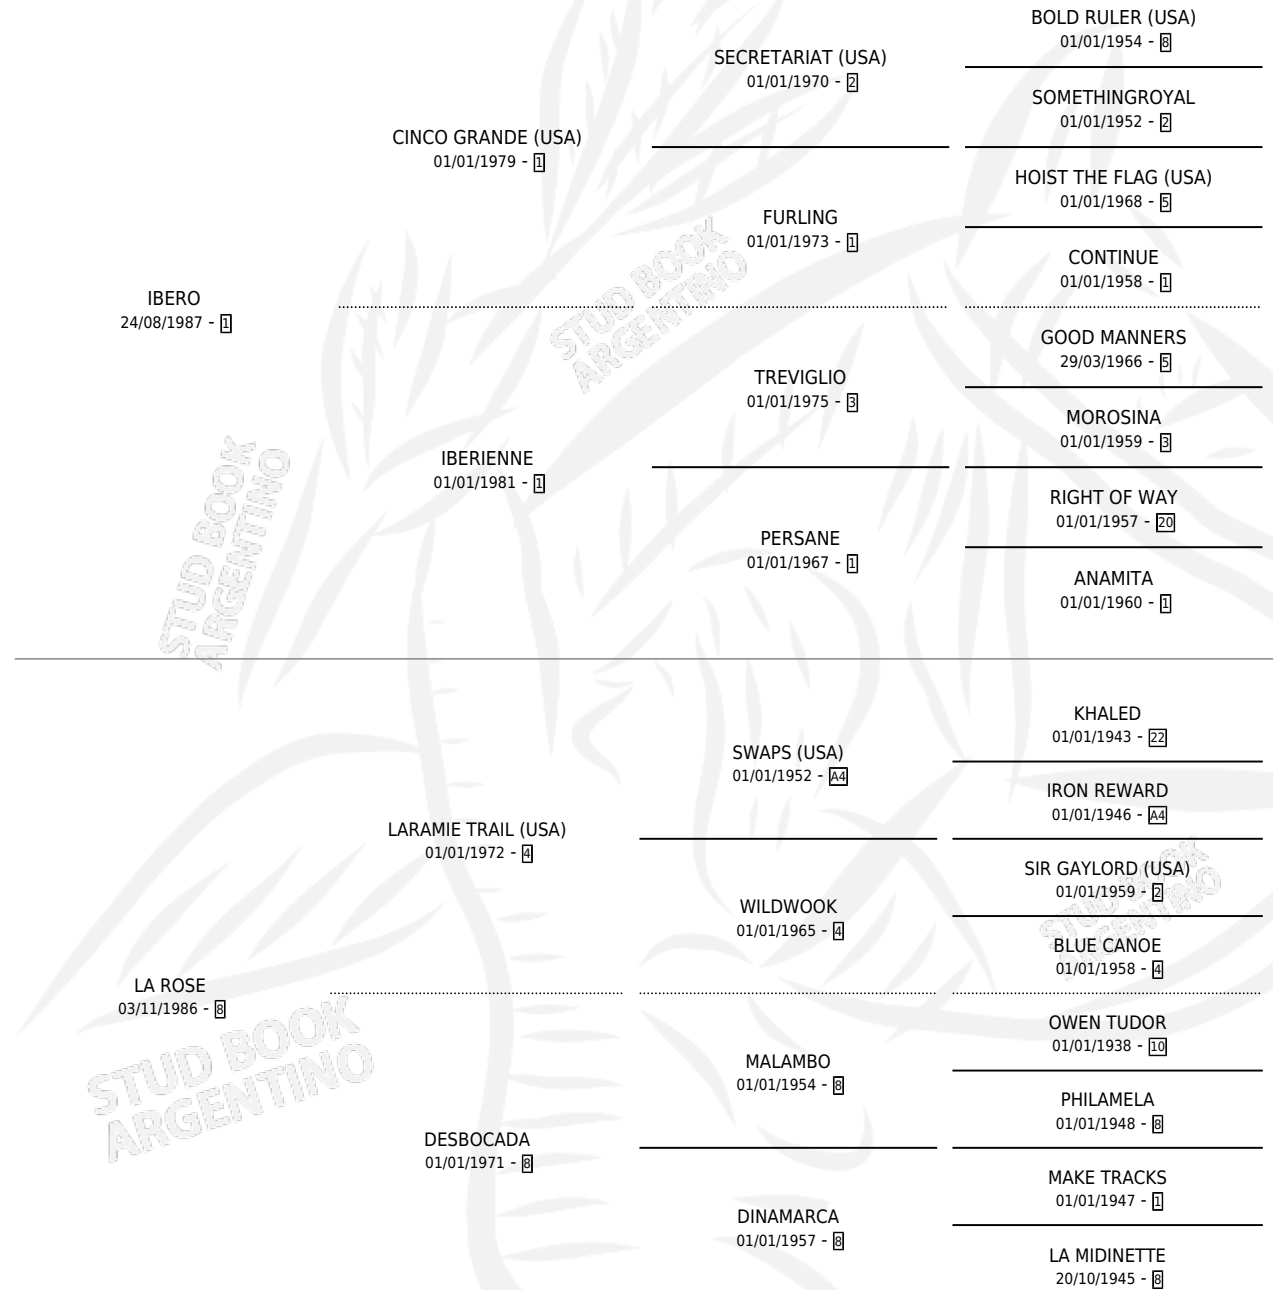 BOLD RULER (USA)
01/01/1954 - 8
SECRETARIAT (USA)
01/01/1970 - 2
SOMETHINGROYAL
01/01/1952 - 2
CINCO GRANDE (USA)
01/01/1979 - 1
HOIST THE FLAG (USA)
01/01/1968 - 5
FURLING
01/01/1973 - 1
CONTINUE
01/01/1958 - 1
IBERO
24/08/1987 - 1
STUD BOOK
ARGENTINO
GOOD MANNERS
29/03/1966 - 5
TREVIGLIO
01/01/1975 - 3
MOROSINA
01/01/1959 - 3
IBERIENNE
01/01/1981 - 1
RIGHT OF WAY
01/01/1957 - 20
PERSANE
01/01/1967 - 1
ANAMITA
01/01/1960 - 1
STUD BOOK
ARGENTINO
KHALED
01/01/1943 - 22
SWAPS (USA)
01/01/1952 - A4
IRON REWARD
01/01/1946 - A4
LARAMIE TRAIL (USA)
01/01/1972 - 4
SIR GAYLORD (USA)
01/01/1959 - 2
WILDWOOK
01/01/1965 - 4
STUD BOOK
ARGENTINO
BLUE CANOE
01/01/1958 - 4
LA ROSE
03/11/1986 - 8
STUD BOOK
ARGENTINO
OWEN TUDOR
01/01/1938 - 10
MALAMBO
01/01/1954 - 8
PHILAMELA
01/01/1948 - 8
DESBOCADA
01/01/1971 - 8
MAKE TRACKS
01/01/1947 - 1
DINAMARCA
01/01/1957 - 8
LA MIDINETTE
20/10/1945 - 8